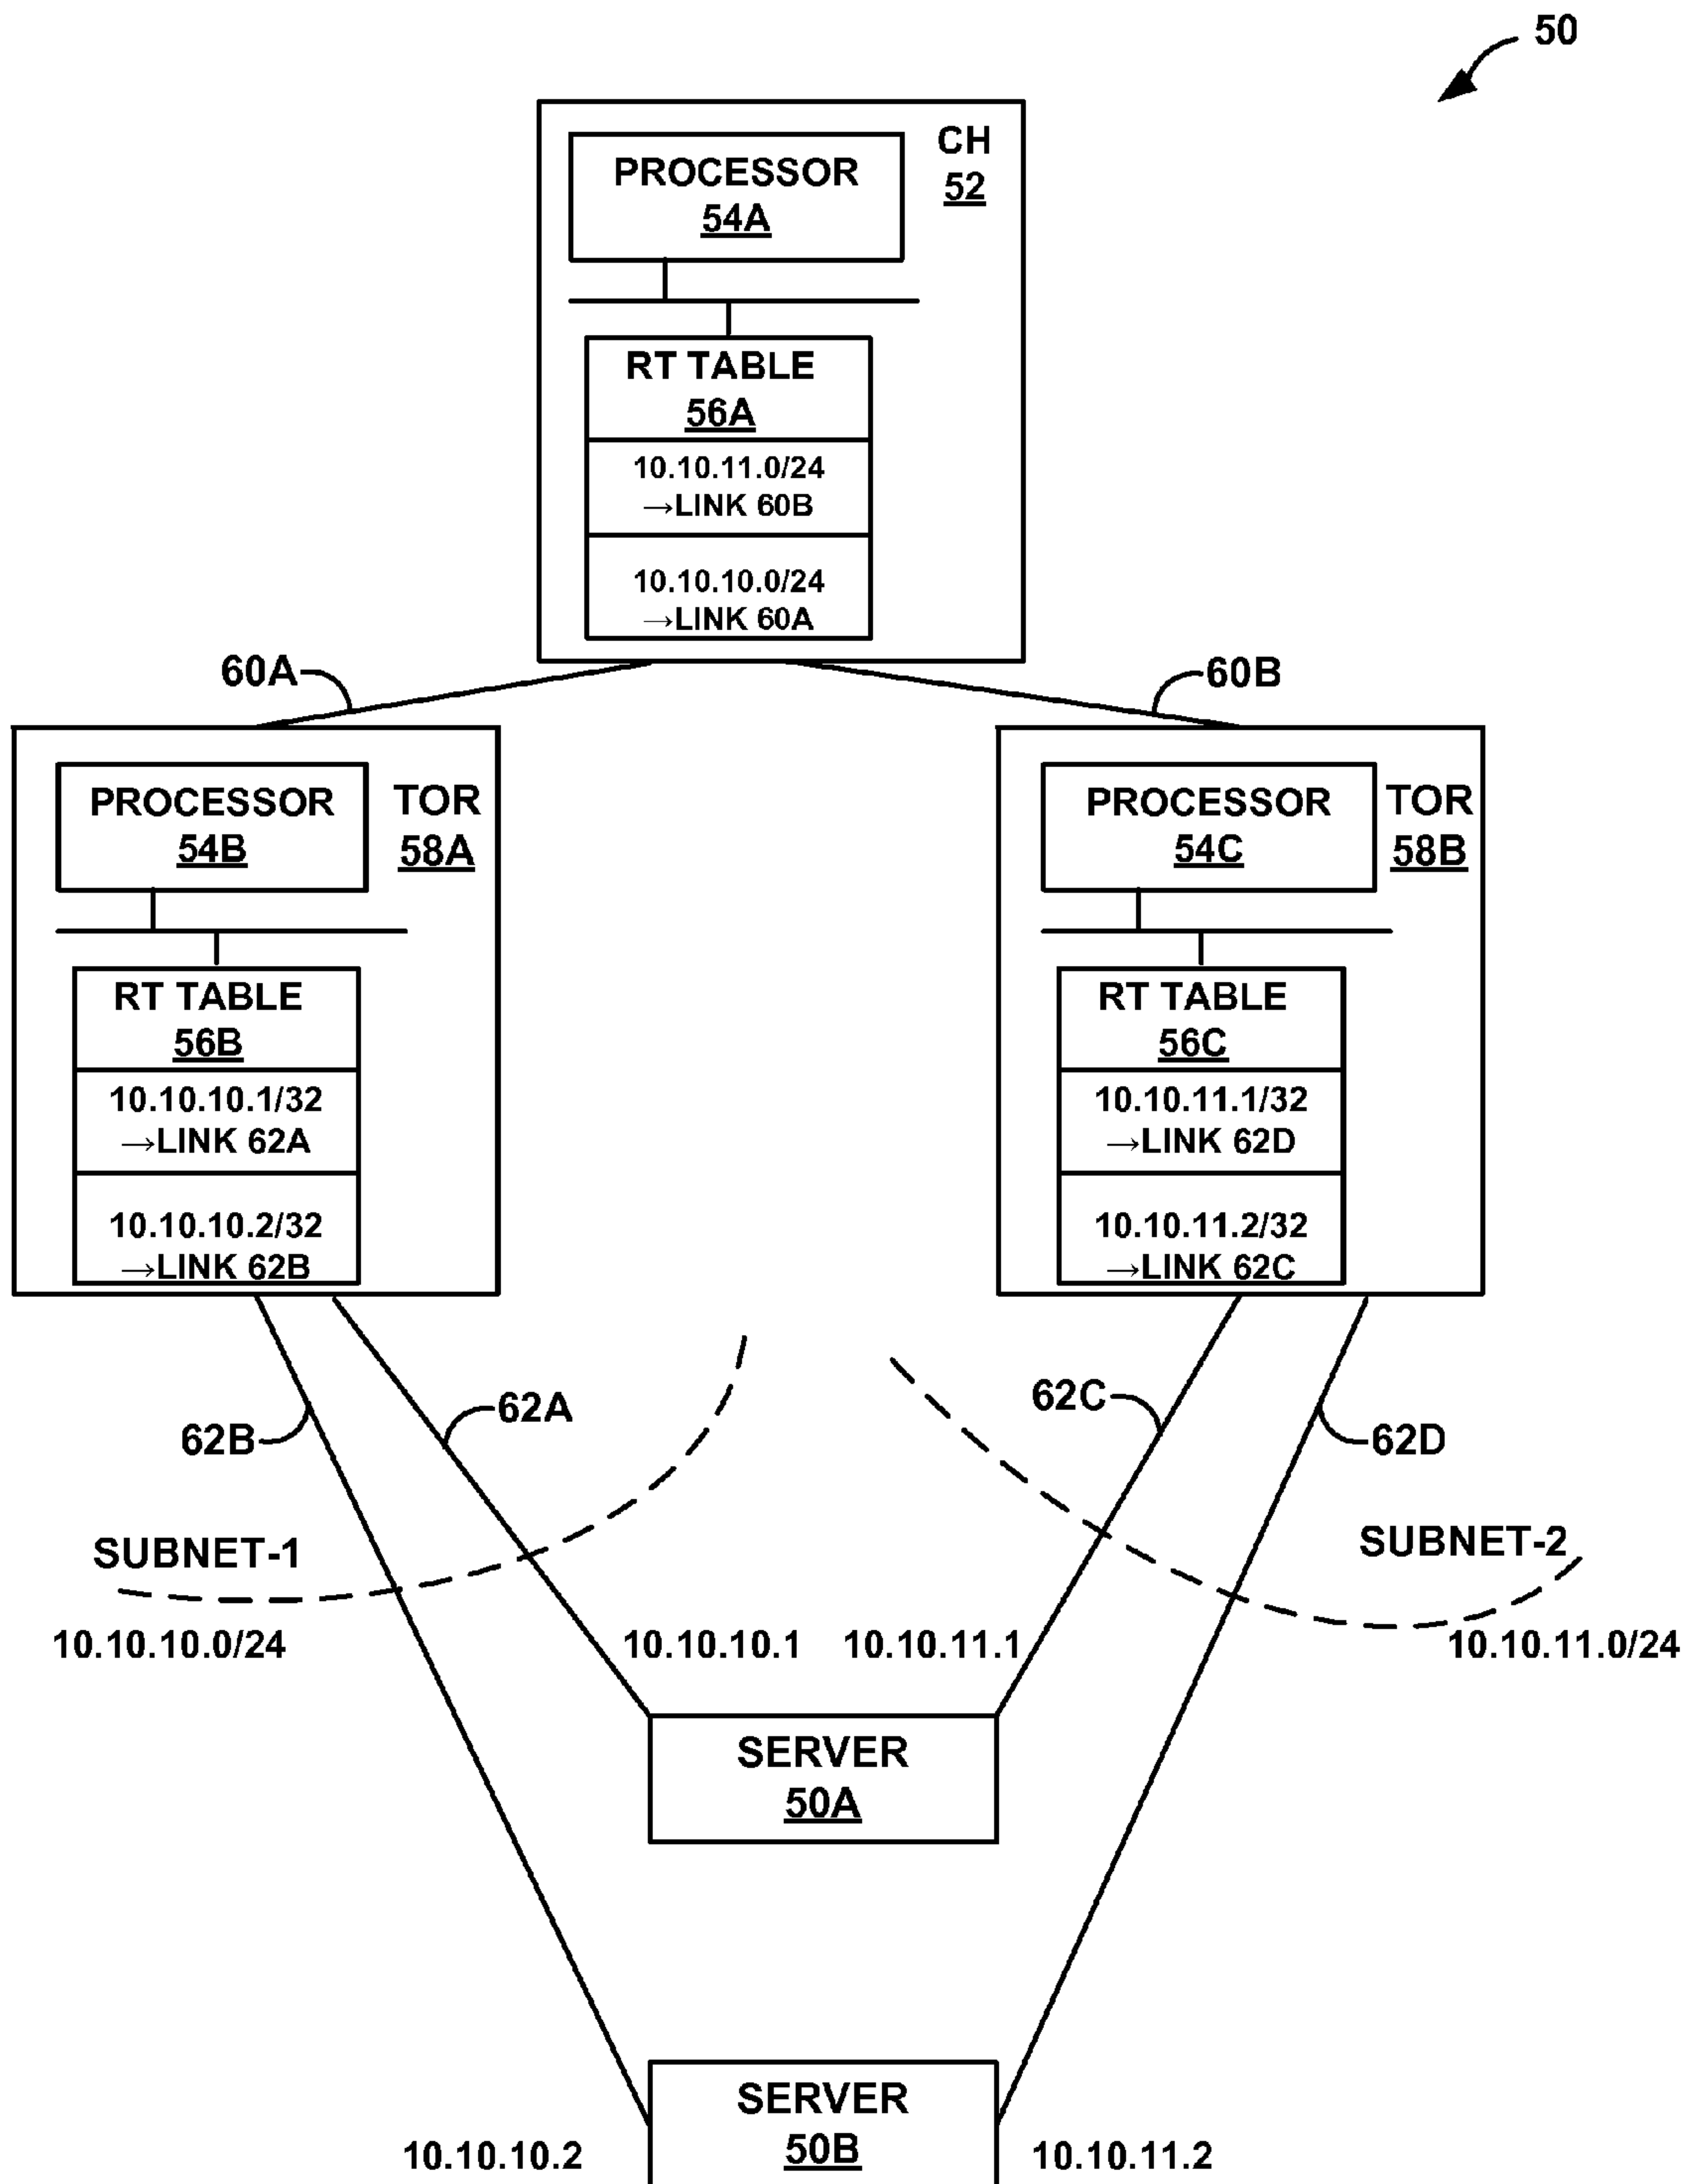 50
CH
52
PROCESSOR
54A
RT TABLE
56A
10.10.11.0/24
→LINK 60B
10.10.10.0/24
→LINK 60A
60A
60B
PROCESSOR
54B
TOR
58A
RT TABLE
56B
10.10.10.1/32
→LINK 62A
10.10.10.2/32
→LINK 62B
PROCESSOR
54C
TOR
58B
RT TABLE
56C
10.10.11.1/32
→LINK 62D
10.10.11.2/32
→LINK 62C
62B
62A
62C
62D
SUBNET-1
10.10.10.0/24
SUBNET-2
10.10.11.0/24
10.10.10.1
10.10.11.1
SERVER
50A
SERVER
50B
10.10.10.2
10.10.11.2